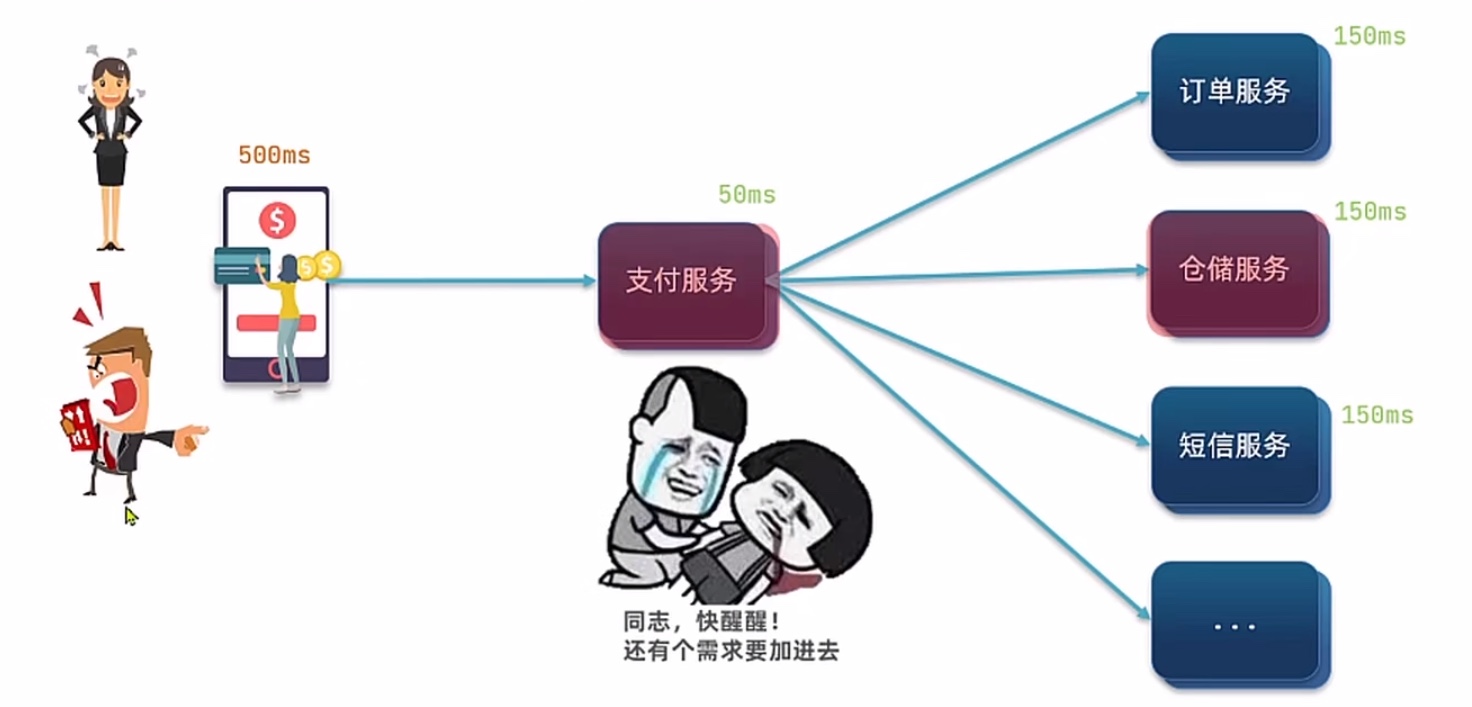 150ms
订单服务
500ms
50ms
150ms
支付服务
仓储服务
150ms
短信服务
...
同志，快醒醒！
还有个需求要加进去